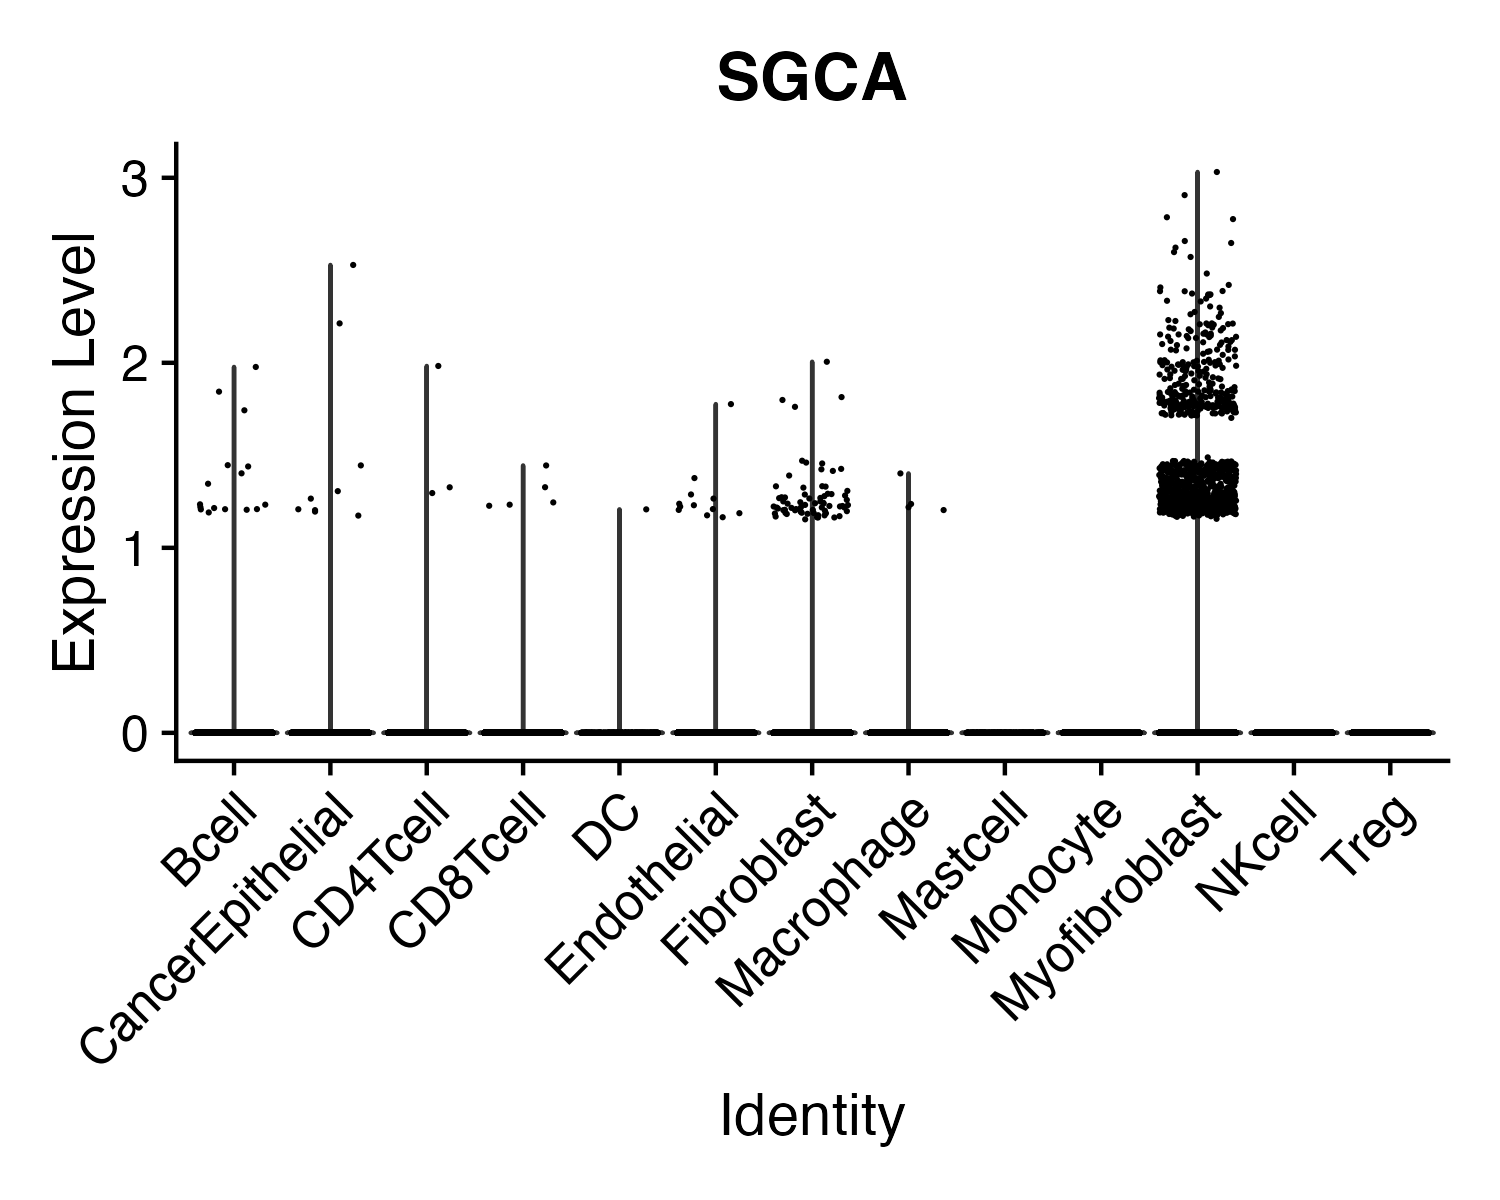 SGCA
Expression Level
3
2
1
0
Bcell
CancerEpithelial
CD4Tcell
CD8Tcell
DC
Endothelial
Fibroblast
Macrophage
Mastcell
Monocyte
Myofibroblast
NKcell
Treg
Identity